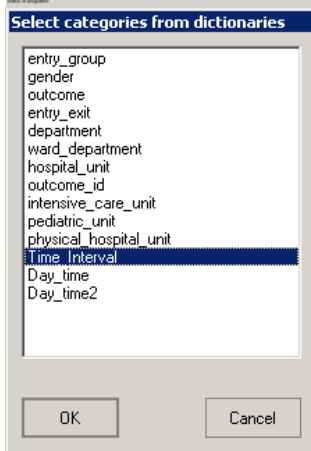 Select categories from dictionaries
entry_group
gender
outcome
entry_exit
department
ward_department
hospital_unit
outcome_id
intensive_care_unit
pediatric_unit
physical_hospital_unit
Time_Interval
Day_time
Day_time2
OK
Cancel